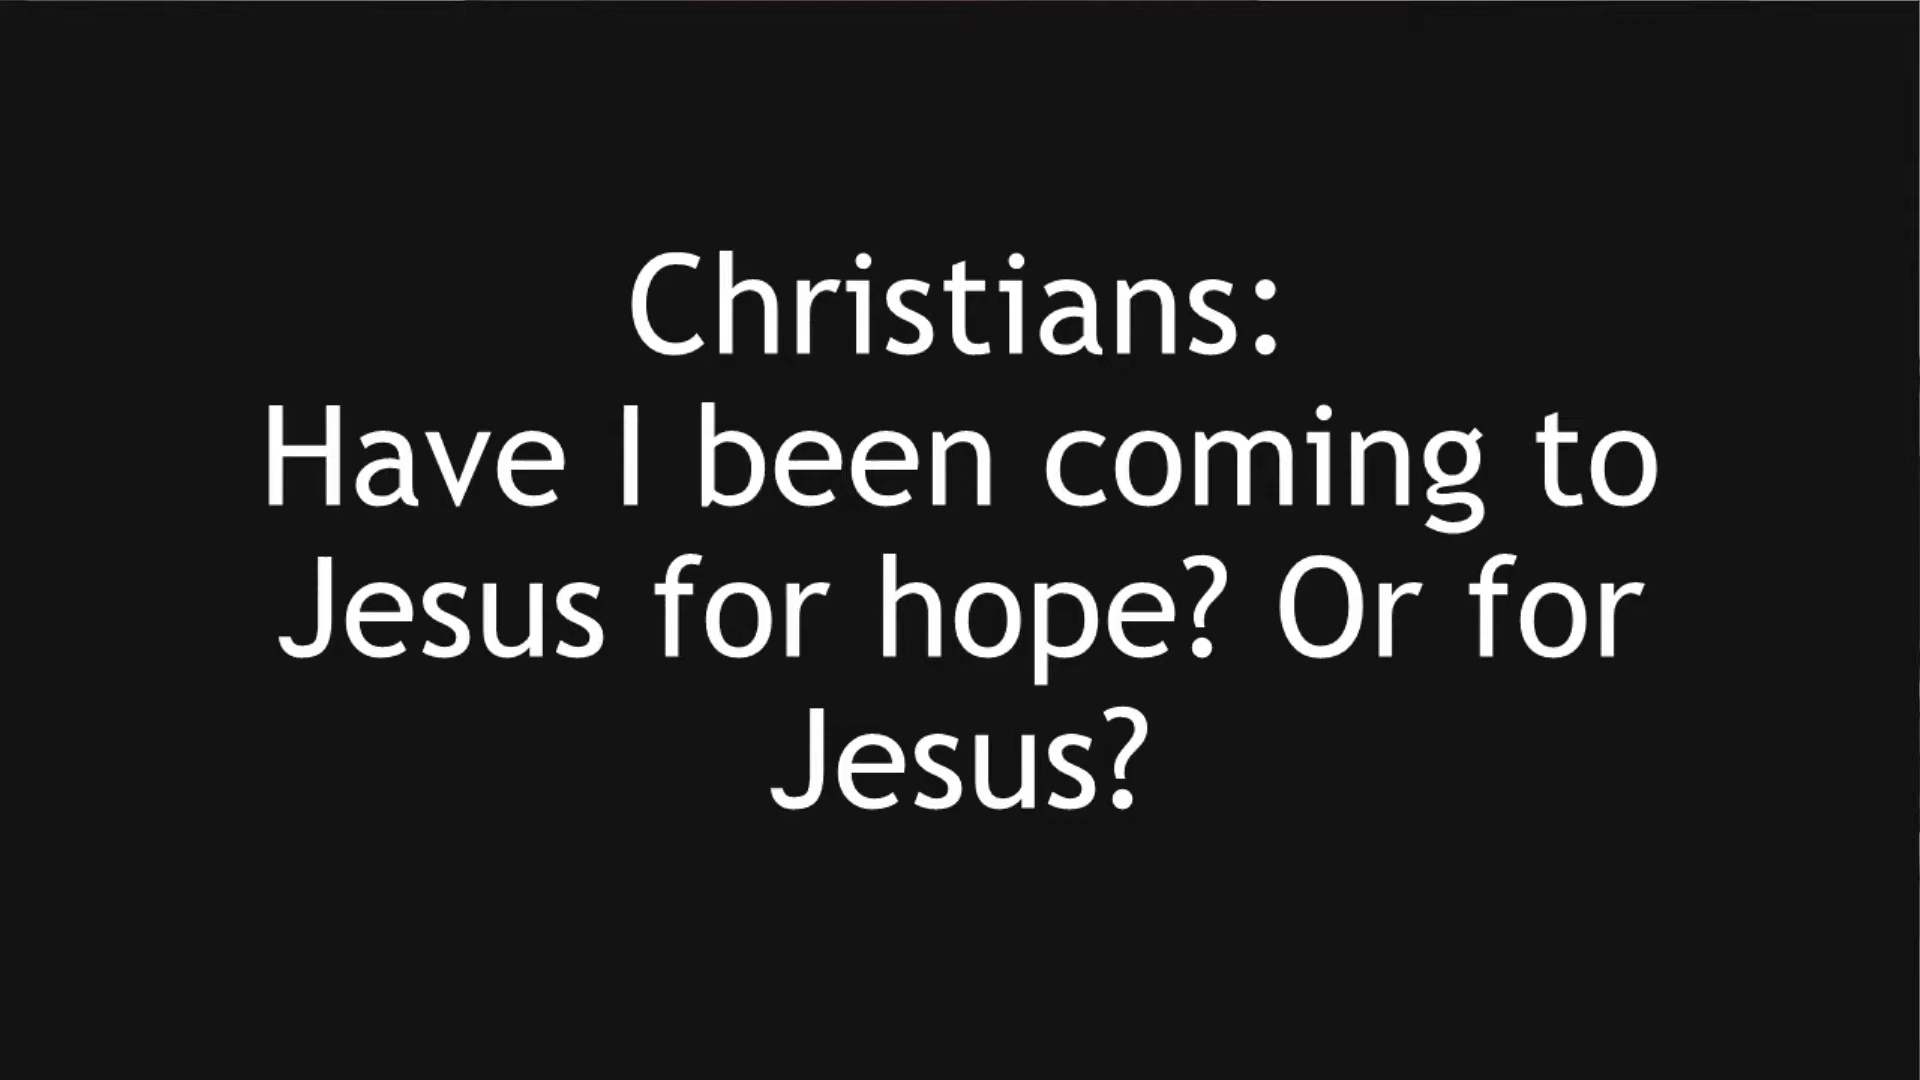 Christians:
Have I been coming to
Jesus for hope? Or for
Jesus?